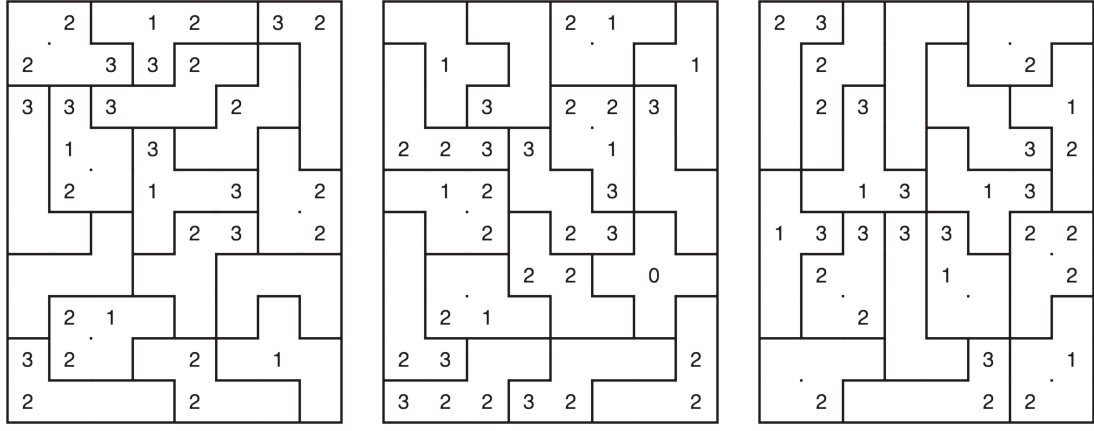 2 1 2 3 2
2 3 3 2
3 3 3 2
1 3
2 1 3 2
2 3 2
2 1
3 2 2 1
2 2
2 1
1 1
3 2 2 3
2 2 3 3 1
1 2 3
2 2 3
2 2 0
2 1
2 3 2
3 2 2 3 2 2
2 3
2 2
2 3 1
3 2
1 3 1 3
1 3 3 3 3 2 2
2 1 2
2
3 1
2 2 2